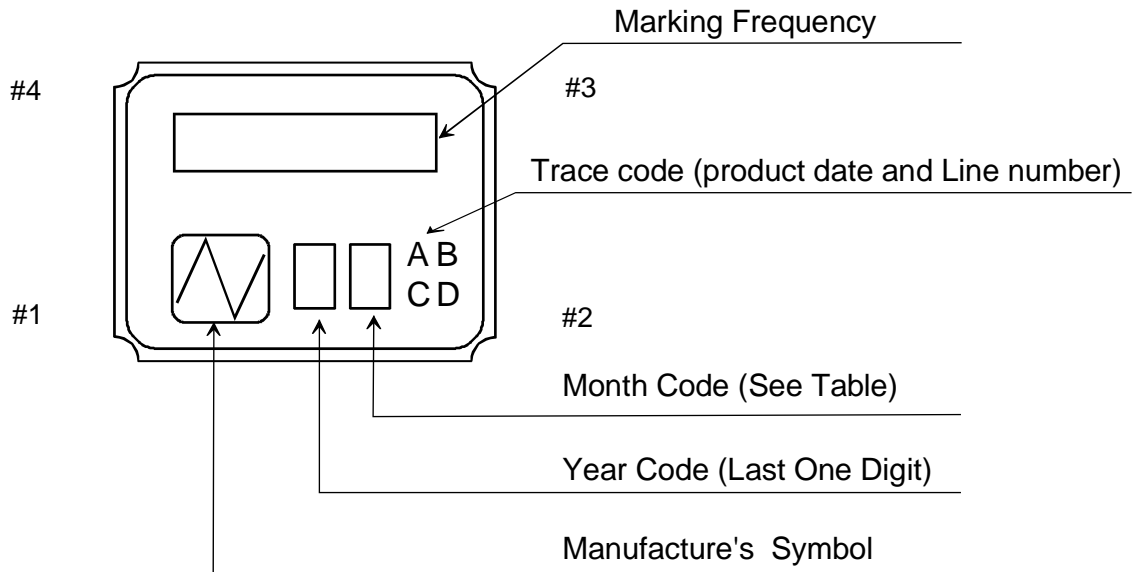 Marking Frequency
#4
#3
Trace code (product date and Line number)
A B
C D
#1
#2
Month Code (See Table)
Year Code (Last One Digit)
Manufacture's Symbol